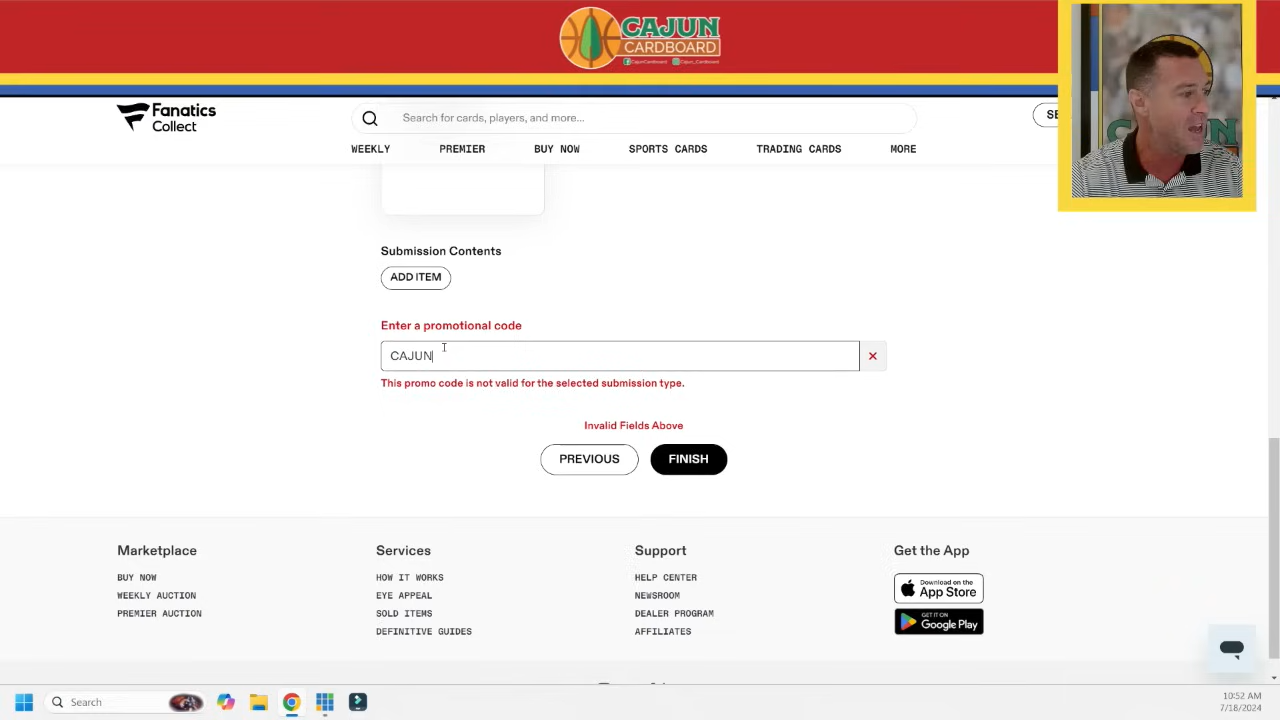 CAJUN
CARDBOARD
CajunCardboard Cajun_Cardboard
Fanatics
Collect
Search for cards, players, and more...
SE
WEEKLY PREMIER BUY NOW SPORTS CARDS TRADING CARDS MORE
Submission Contents
ADD ITEM
Enter a promotional code
CAJUN
This promo code is not valid for the selected submission type.
Invalid Fields Above
PREVIOUS FINISH
Marketplace Services Support Get the App
BUY NOW HOW IT WORKS HELP CENTER Download on the
App Store
WEEKLY AUCTION EYE APPEAL NEWSROOM
PREMIER AUCTION SOLD ITEMS DEALER PROGRAM GET IT ON
Google Play
DEFINITIVE GUIDES AFFILIATES
Search
10:52 AM
7/18/2024